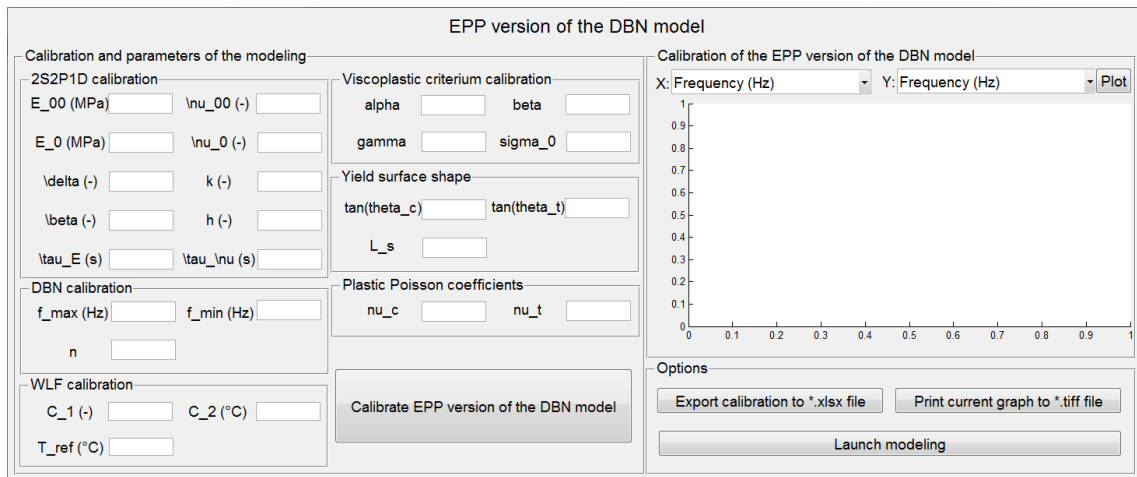 EPP version of the DBN model
Calibration and parameters of the modeling
2S2P1D calibration
E_00 (MPa) \nu_00 (-)
E_0 (MPa) \nu_0 (-)
\delta (-) k (-)
\beta (-) h (-)
\tau_E (s) \tau_\nu (s)
DBN calibration
f_max (Hz) f_min (Hz)
n
WLF calibration
C_1 (-) C_2 (°C)
T_ref (°C)
Viscoplastic criterium calibration
alpha beta
gamma sigma_0
Yield surface shape
tan(theta_c) tan(theta_t)
L_s
Plastic Poisson coefficients
nu_c nu_t
Calibrate EPP version of the DBN model
Calibration of the EPP version of the DBN model
X: Frequency (Hz) Y: Frequency (Hz) Plot
1
0.9
0.8
0.7
0.6
0.5
0.4
0.3
0.2
0.1
0
0 0.1 0.2 0.3 0.4 0.5 0.6 0.7 0.8 0.9 1
Options
Export calibration to *.xlsx file Print current graph to *.tiff file
Launch modeling